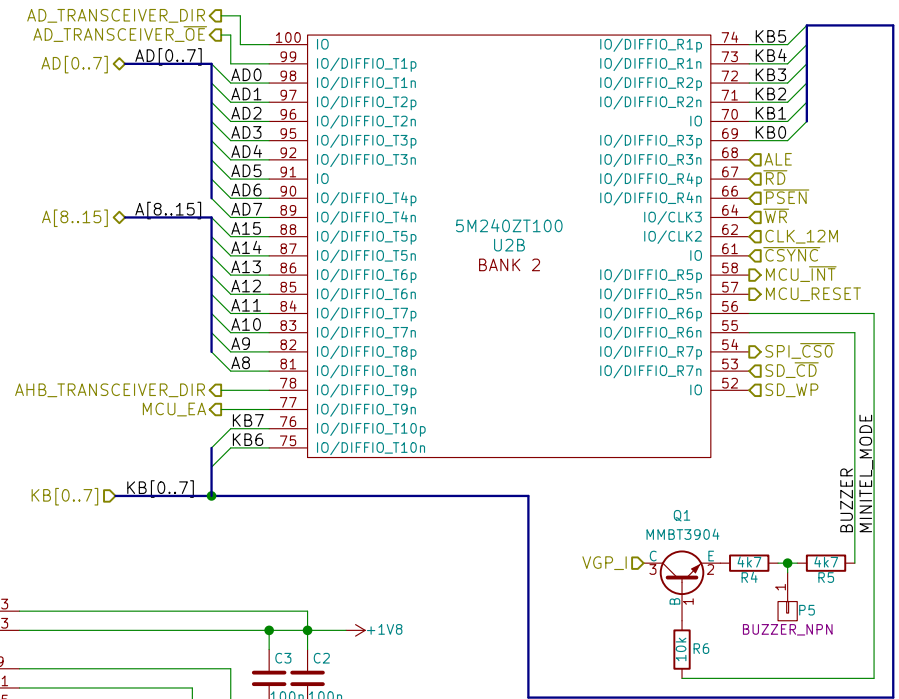 AD_TRANSCEIVER_DIR
AD_TRANSCEIVER_OE
AD[0..7]
AD[0..7]
AD0
AD1
AD2
AD3
AD4
AD5
AD6
AD7
A[8..15]
A[8..15]
A15
A14
A13
A12
A11
A10
A9
A8
AHB_TRANSCEIVER_DIR
MCU_EA
KB7
KB6
KB[0..7]
KB[0..7]
100 IO
99 IO/DIFFIO_T1p
98 IO/DIFFIO_T1n
97 IO/DIFFIO_T2p
96 IO/DIFFIO_T2n
95 IO/DIFFIO_T3p
92 IO/DIFFIO_T3n
91 IO
90 IO/DIFFIO_T4p
89 IO/DIFFIO_T4n
88 IO/DIFFIO_T5p
87 IO/DIFFIO_T5n
86 IO/DIFFIO_T6p
85 IO/DIFFIO_T6n
84 IO/DIFFIO_T7p
83 IO/DIFFIO_T7n
82 IO/DIFFIO_T8p
81 IO/DIFFIO_T8n
78 IO/DIFFIO_T9p
77 IO/DIFFIO_T9n
76 IO/DIFFIO_T10p
75 IO/DIFFIO_T10n
5M240ZT100
U2B
BANK 2
IO/DIFFIO_R1p 74 KB5
IO/DIFFIO_R1n 73 KB4
IO/DIFFIO_R2p 72 KB3
IO/DIFFIO_R2n 71 KB2
IO 70 KB1
IO/DIFFIO_R3p 69 KB0
IO/DIFFIO_R3n 68 ALE
IO/DIFFIO_R4p 67 RD
IO/DIFFIO_R4n 66 PSEN
IO/CLK3 64 WR
IO/CLK2 62 CLK_12M
IO 61 CSYNC
IO/DIFFIO_R5p 58 MCU_INT
IO/DIFFIO_R5n 57 MCU_RESET
IO/DIFFIO_R6p 56
IO/DIFFIO_R6n 55
IO/DIFFIO_R7p 54 SPI_CS0
IO/DIFFIO_R7n 53 SD_CD
IO 52 SD_WP
BUZZER
MINITEL_MODE
Q1
MMBT3904
VGP_I
C
3
E
2
B
1
4k7
R4
4k7
R5
1
P5
BUZZER_NPN
10k
R6
3
3
+1V8
C3
C2
100n
100n
1